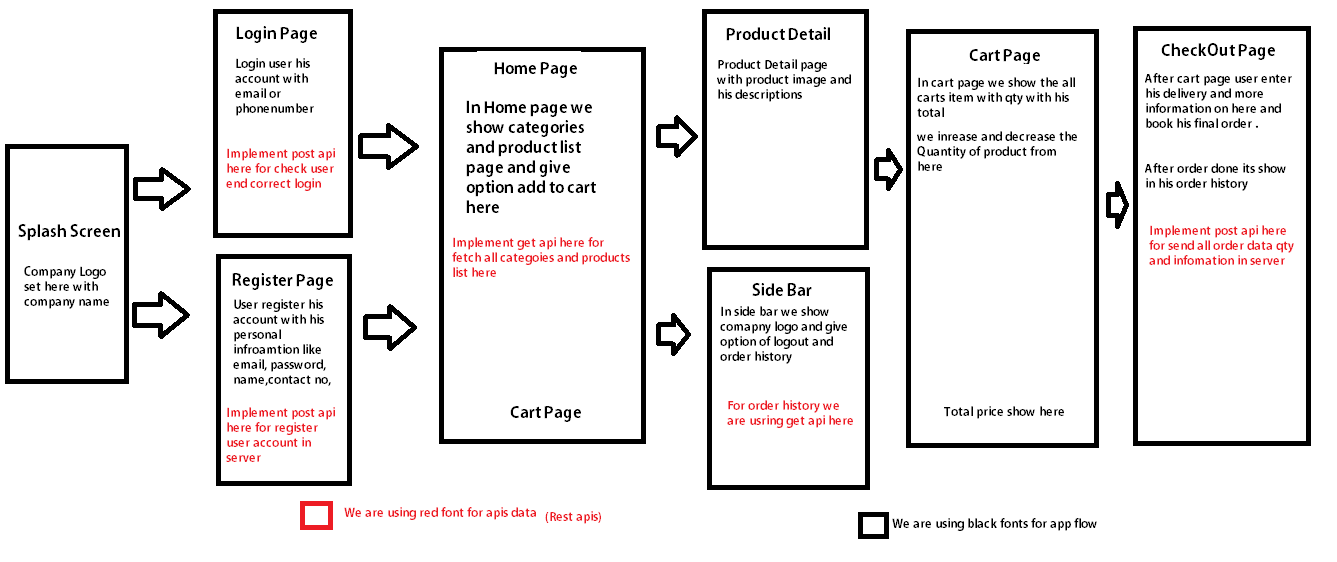 Splash Screen
Company Logo
set here with
company name
Login Page
Login user his
account with
email or
phonenumber
Implement post api
here for check user
end correct login
Register Page
User register his
account with his
personal
infroamtion like
email, password,
name,contact no,
Implement post api
here for register
user account in
server
Home Page
In Home page we
show categories
and product list
page and give
option add to cart
here
Implement get api here for
fetch all categoies and products
list here
Cart Page
Product Detail
Product Detail page
with product image and
his descriptions
Side Bar
In side bar we show
comapny logo and give
option of logout and
order history
For order history we
are usring get api here
Cart Page
In cart page we show the all
carts item with qty with his
total
we inrease and decrease the
Quantity of product from
here
Total price show here
CheckOut Page
After cart page user enter
his delivery and more
information on here and
book his final order .
After order done its show
in his order history
Implement post api here
for send all order data qty
and infomation in server
We are using red font for apis data (Rest apis)
We are using black fonts for app flow